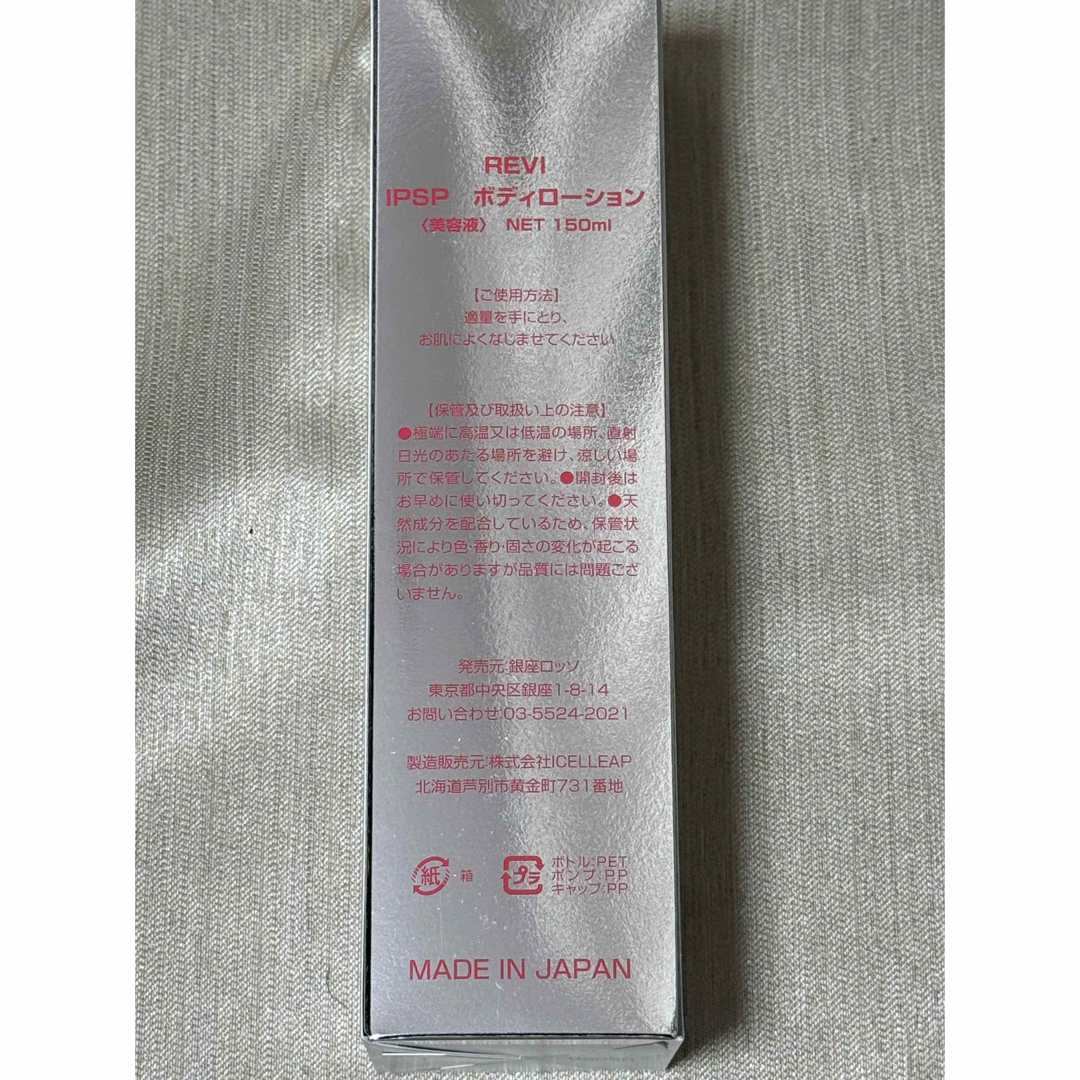 REVI
IPSP ボディローション
〈美容液〉 NET 150ml
【ご使用方法】
適量を手にとり、
お肌によくなじませてください
【保管及び取扱い上の注意】
●極端に高温又は低温の場所、直射
日光のあたる場所を避け、涼しい場
所で保管してください。●開封後は
お早めに使い切ってください。●天
然成分を配合しているため、保管状
況により色・香り・固さの変化が起こる
場合がありますが品質には問題ござ
いません。
発売元:銀座ロッソ
東京都中央区銀座1-8-14
お問い合わせ:03-5524-2021
製造販売元:株式会社ICELLEAP
北海道芦別市黄金町731番地
紙 箱
プラ ボトル:PET
ポンプ:PP
キャップ:PP
MADE IN JAPAN